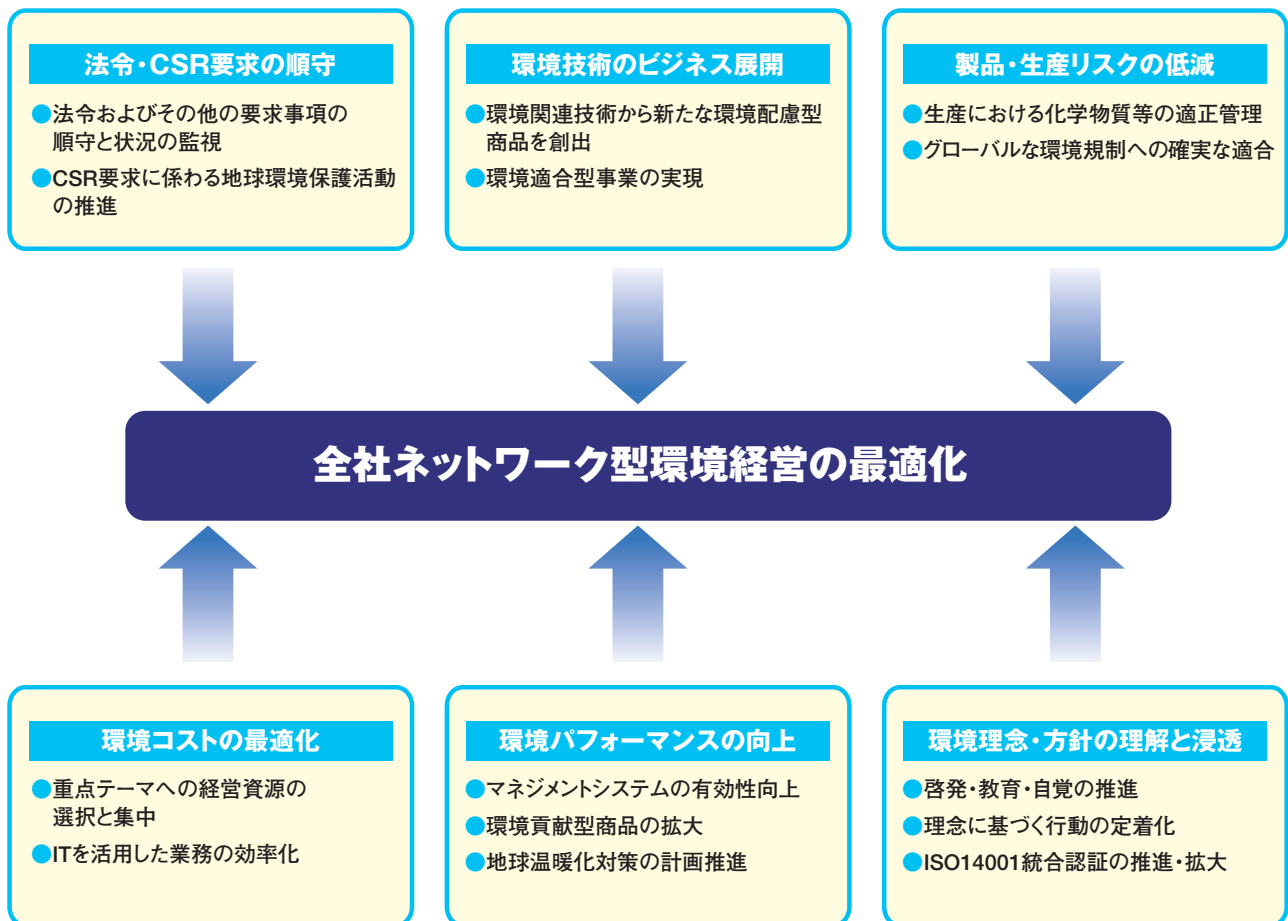 法令・CSR要求の順守
●法令およびその他の要求事項の
順守と状況の監視
●CSR要求に係わる地球環境保護活動
の推進
環境技術のビジネス展開
●環境関連技術から新たな環境配慮型
商品を創出
●環境適合型事業の実現
製品・生産リスクの低減
●生産における化学物質等の適正管理
●グローバルな環境規制への確実な適合
全社ネットワーク型環境経営の最適化
環境コストの最適化
●重点テーマへの経営資源の
選択と集中
●ITを活用した業務の効率化
環境パフォーマンスの向上
●マネジメントシステムの有効性向上
●環境貢献型商品の拡大
●地球温暖化対策の計画推進
環境理念・方針の理解と浸透
●啓発・教育・自覚の推進
●理念に基づく行動の定着化
●ISO14001統合認証の推進・拡大